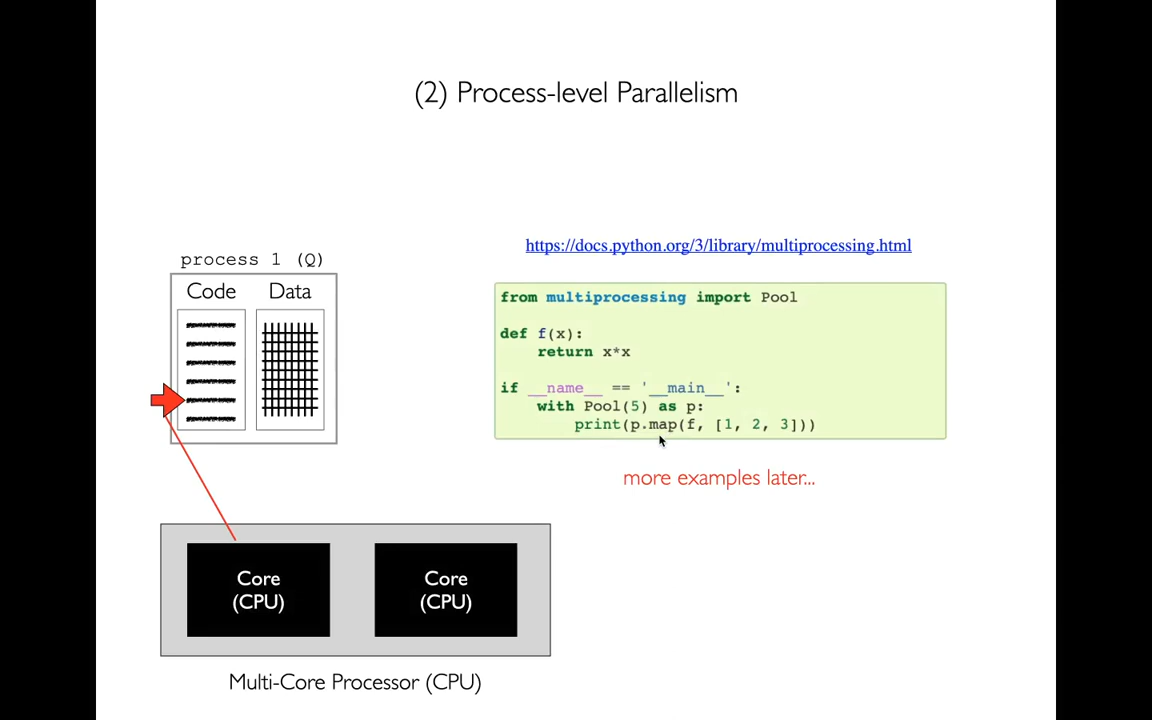 (2) Process-level Parallelism
process 1 (Q)
Code Data
https://docs.python.org/3/library/multiprocessing.html
from multiprocessing import Pool
def f(x):
    return x*x
if __name__ == '__main__':
    with Pool(5) as p:
        print(p.map(f, [1, 2, 3]))
more examples later...
Core
(CPU)
Core
(CPU)
Multi-Core Processor (CPU)